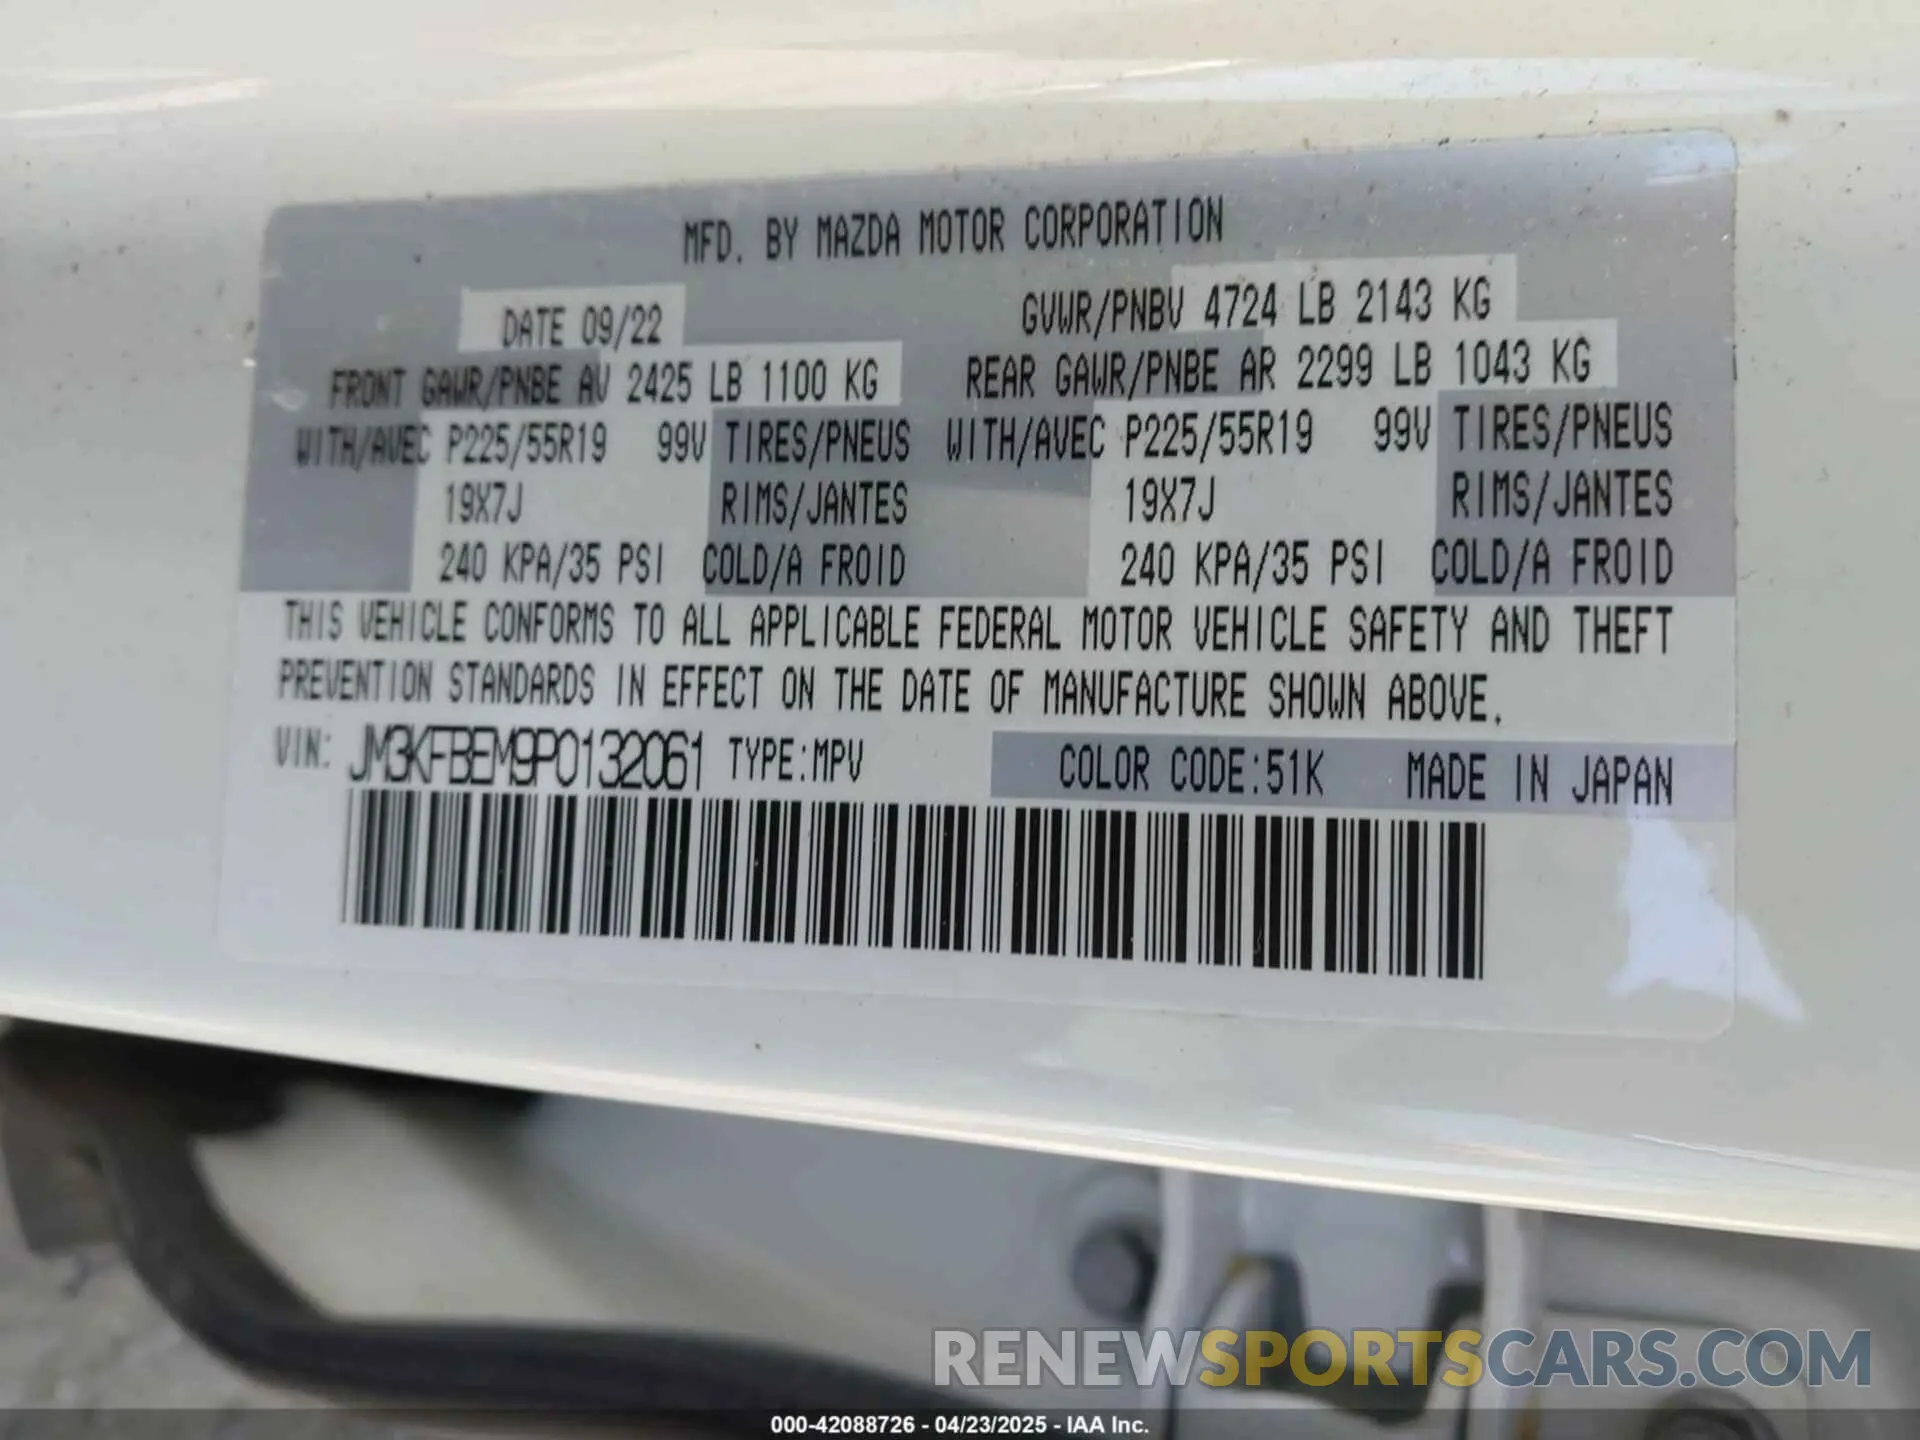 MFD. BY MAZDA MOTOR CORPORATION
DATE 09/22 GVWR/PNBV 4724 LB 2143 KG
FRONT GAWR/PNBE AV 2425 LB 1100 KG REAR GAWR/PNBE AR 2299 LB 1043 KG
WITH/AVEC P225/55R19 99V TIRES/PNEUS WITH/AVEC P225/55R19 99V TIRES/PNEUS
19X7J RIMS/JANTES 19X7J RIMS/JANTES
240 KPA/35 PSI COLD/A FROID 240 KPA/35 PSI COLD/A FROID
THIS VEHICLE CONFORMS TO ALL APPLICABLE FEDERAL MOTOR VEHICLE SAFETY AND THEFT
PREVENTION STANDARDS IN EFFECT ON THE DATE OF MANUFACTURE SHOWN ABOVE.
VIN: JM3KFBEM9P0132061 TYPE:MPV COLOR CODE:51K MADE IN JAPAN
RENEWSPORTSCARS.COM
000-42088726 - 04/23/2025 - IAA Inc.